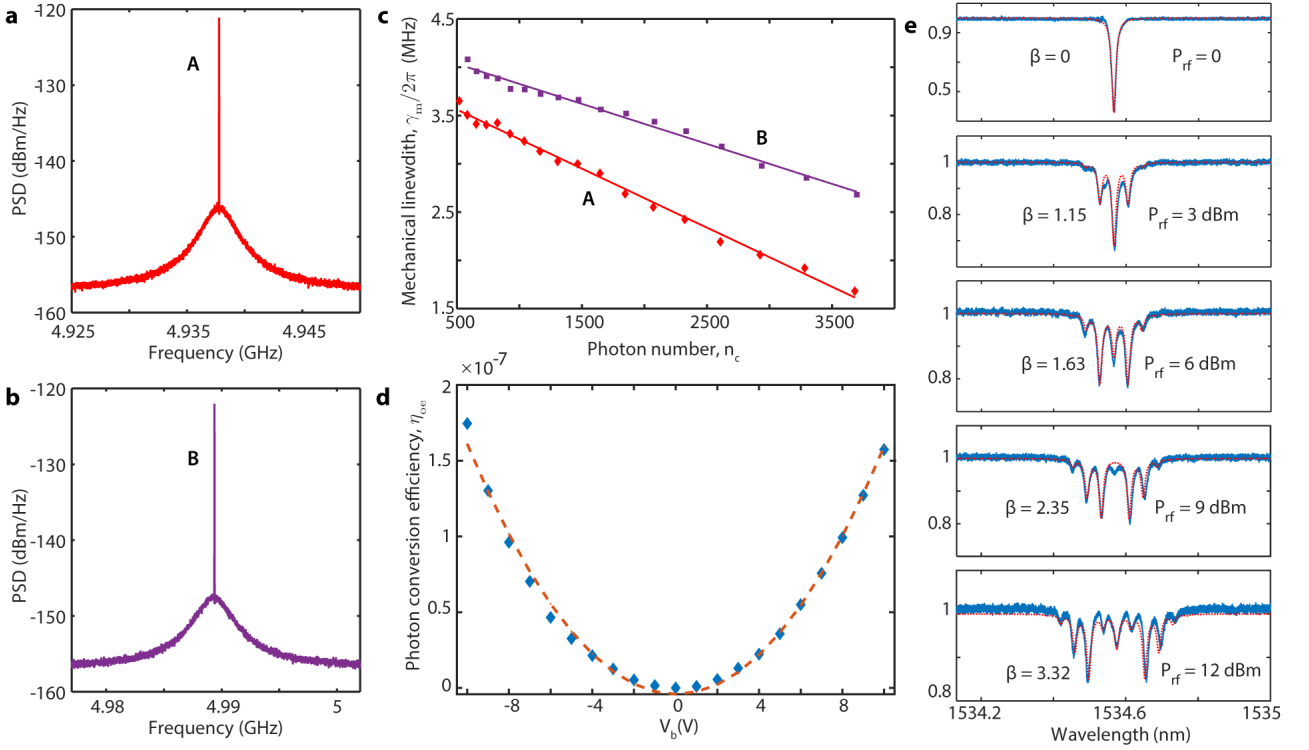 a
-120
-130
-140
-150
-160
PSD (dBm/Hz)
A
4.925
4.935
4.945
Frequency (GHz)
b
-120
-130
-140
-150
-160
PSD (dBm/Hz)
B
4.98
4.99
5
Frequency (GHz)
c
4.5
3.5
2.5
1.5
Mechanical linewdith, γm/2π (MHz)
B
A
500
1500
2500
3500
Photon number, nc
d
×10-7
2
1.5
1
0.5
0
Photon conversion efficiency, ηoe
-8
-4
0
4
8
Vb(V)
e
0.9
0.5
β = 0
Prf = 0
1
0.8
β = 1.15
Prf = 3 dBm
1
0.8
β = 1.63
Prf = 6 dBm
1
0.8
β = 2.35
Prf = 9 dBm
1
0.8
β = 3.32
Prf = 12 dBm
1534.2
1534.6
1535
Wavelength (nm)